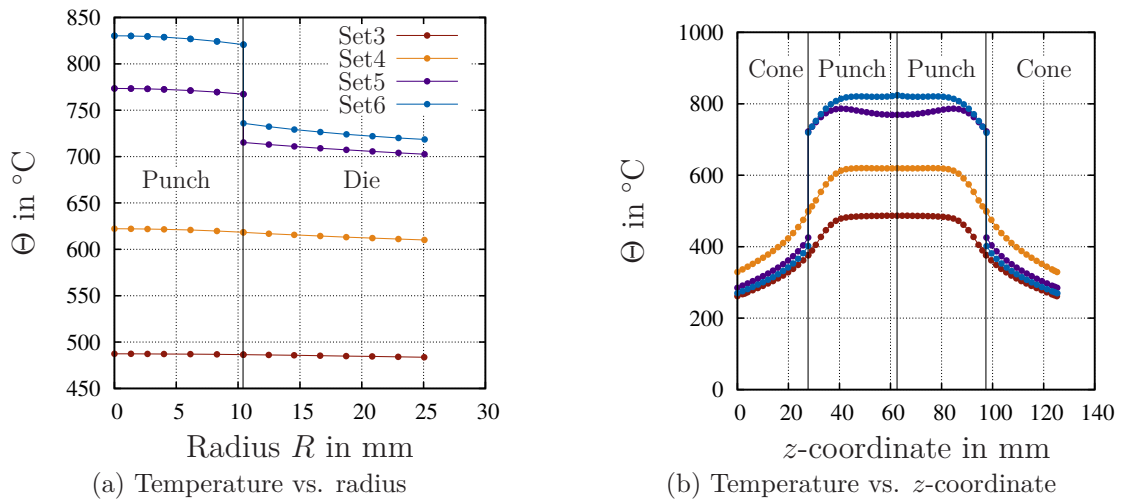 850
800
750
700
650
600
550
500
450
0
5
10
15
20
25
30
Θ in °C
Radius R in mm
Punch
Die
Set3
Set4
Set5
Set6
(a) Temperature vs. radius
1000
800
600
400
200
0
0
20
40
60
80
100
120
140
Θ in °C
z-coordinate in mm
Cone
Punch
Punch
Cone
(b) Temperature vs. z-coordinate